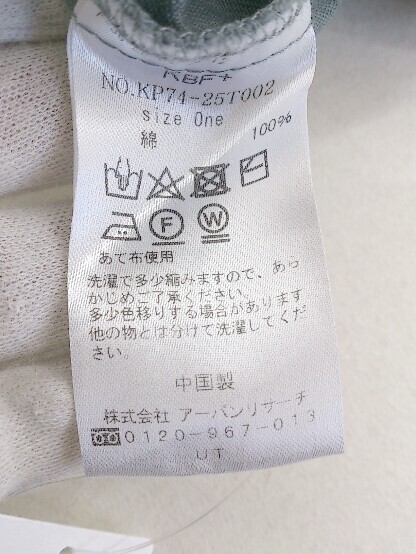 KBF+
NO.KP74-25T002
size One
綿 100%
F W
あて布使用
洗濯で多少縮みますので、あら
かじめご了承ください。
多少色移りする場合があります
他の物とは分けて洗濯してくだ
さい。
中国製
株式会社 アーバンリサーチ
0120-967-013
UT